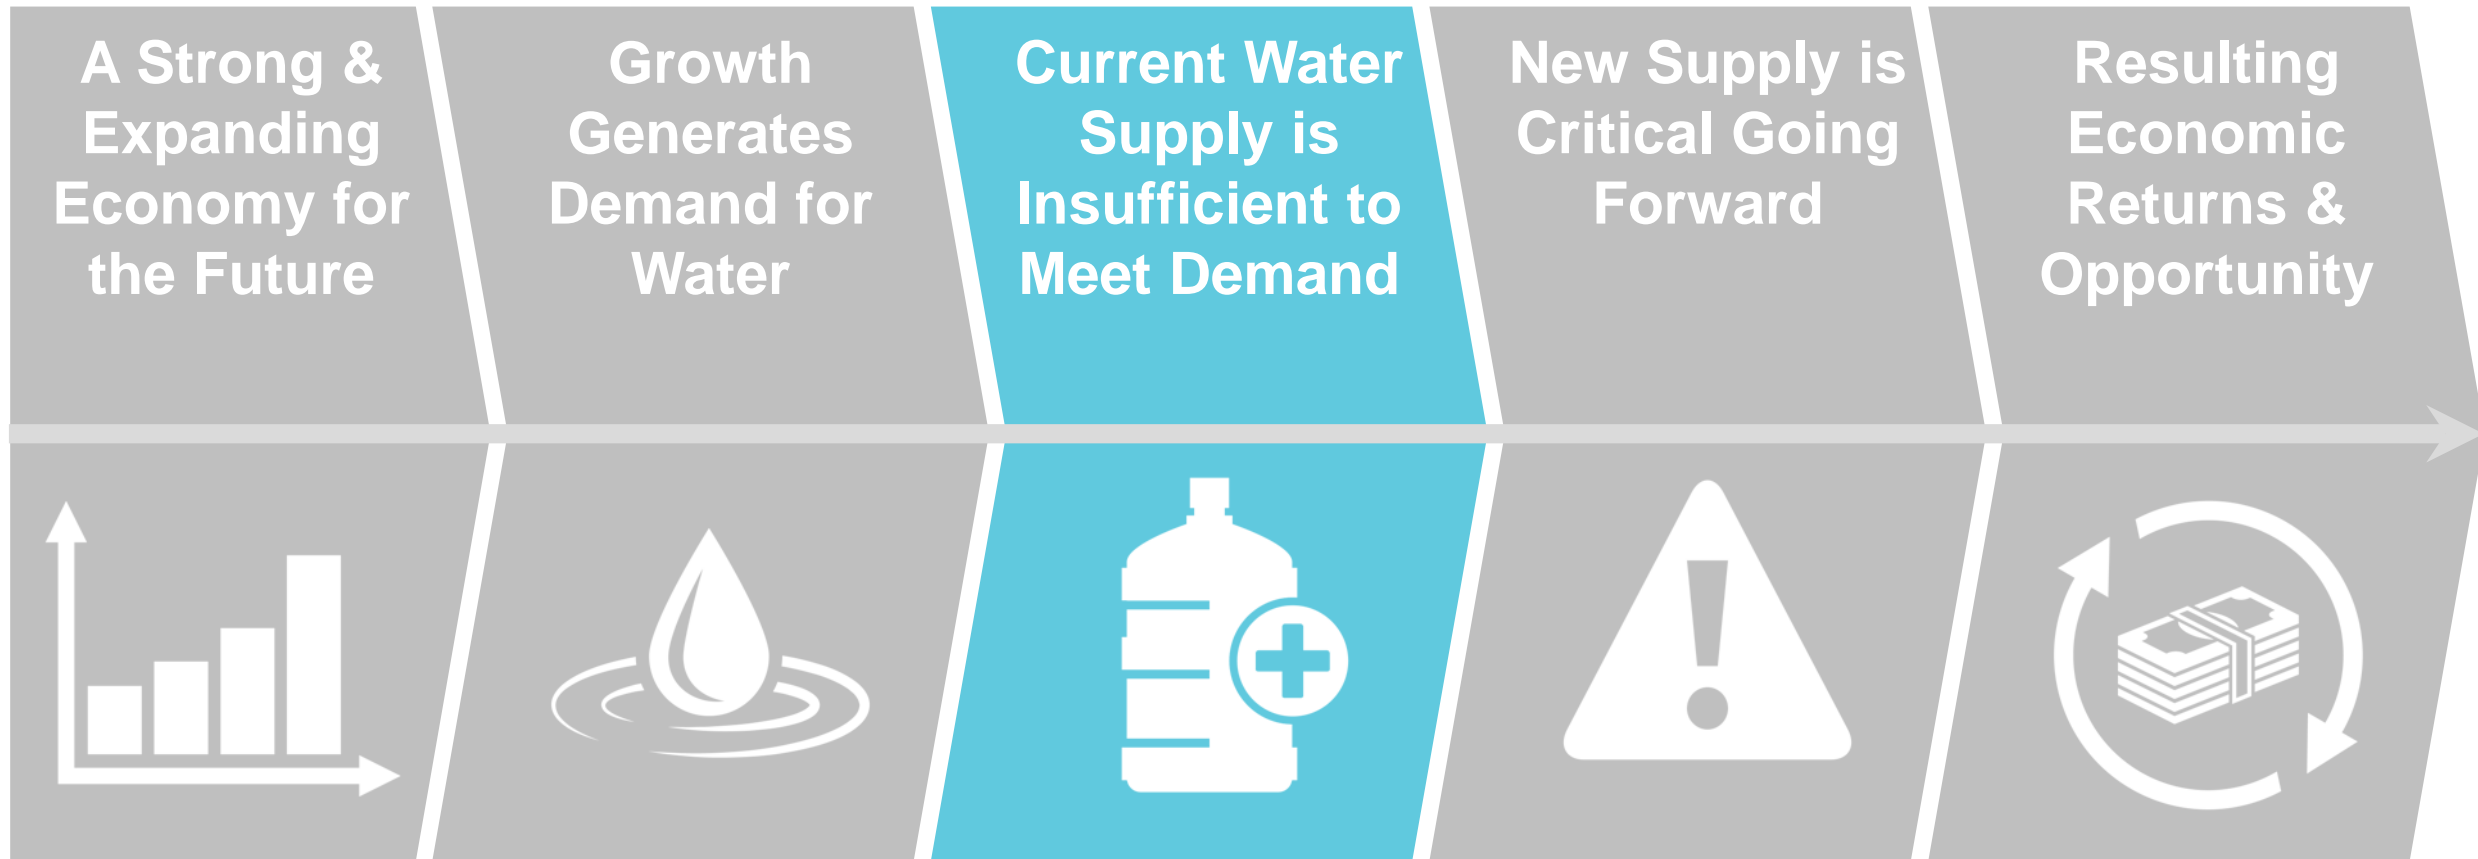 A Strong &
Expanding
Economy for
the Future
Growth
Generates
Demand for
Water
Current Water
Supply is
Insufficient to
Meet Demand
New Supply is
Critical Going
Forward
Resulting
Economic
Returns &
Opportunity